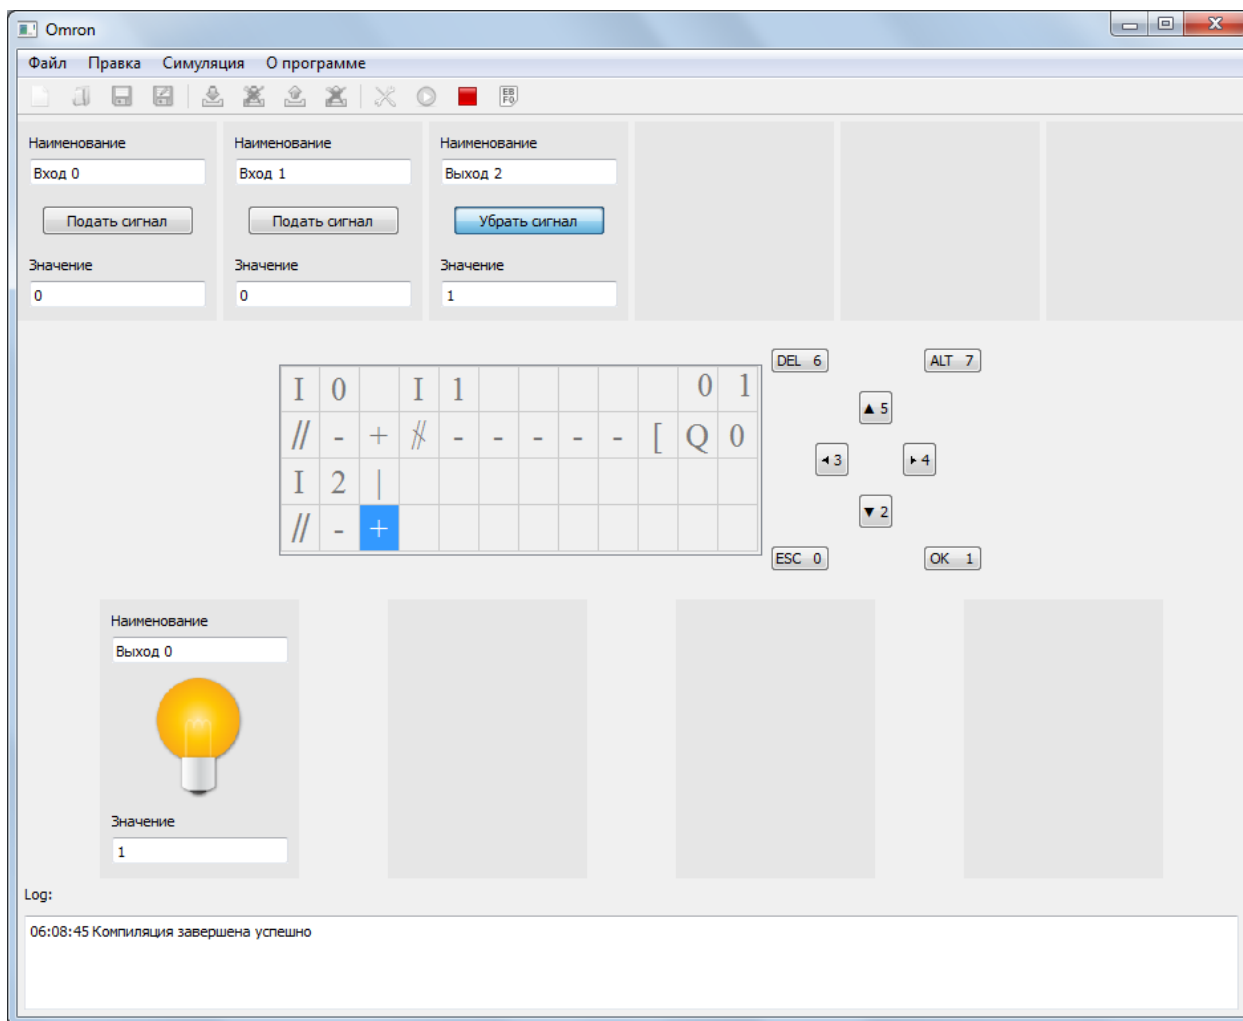 Omron
Файл Правка Симуляция О программе
EB
F0
Наименование Наименование Наименование
Вход 0 Вход 1 Выход 2
Подать сигнал Подать сигнал Убрать сигнал
Значение Значение Значение
0 0 1
DEL 6 ALT 7
I 0 I 1 0 1
▲ 5
// - + \\// - - - - - [ Q 0
◄ 3 ► 4
I 2 |
▼ 2
// - +
ESC 0 OK 1
Наименование
Выход 0
Значение
1
Log:
06:08:45 Компиляция завершена успешно